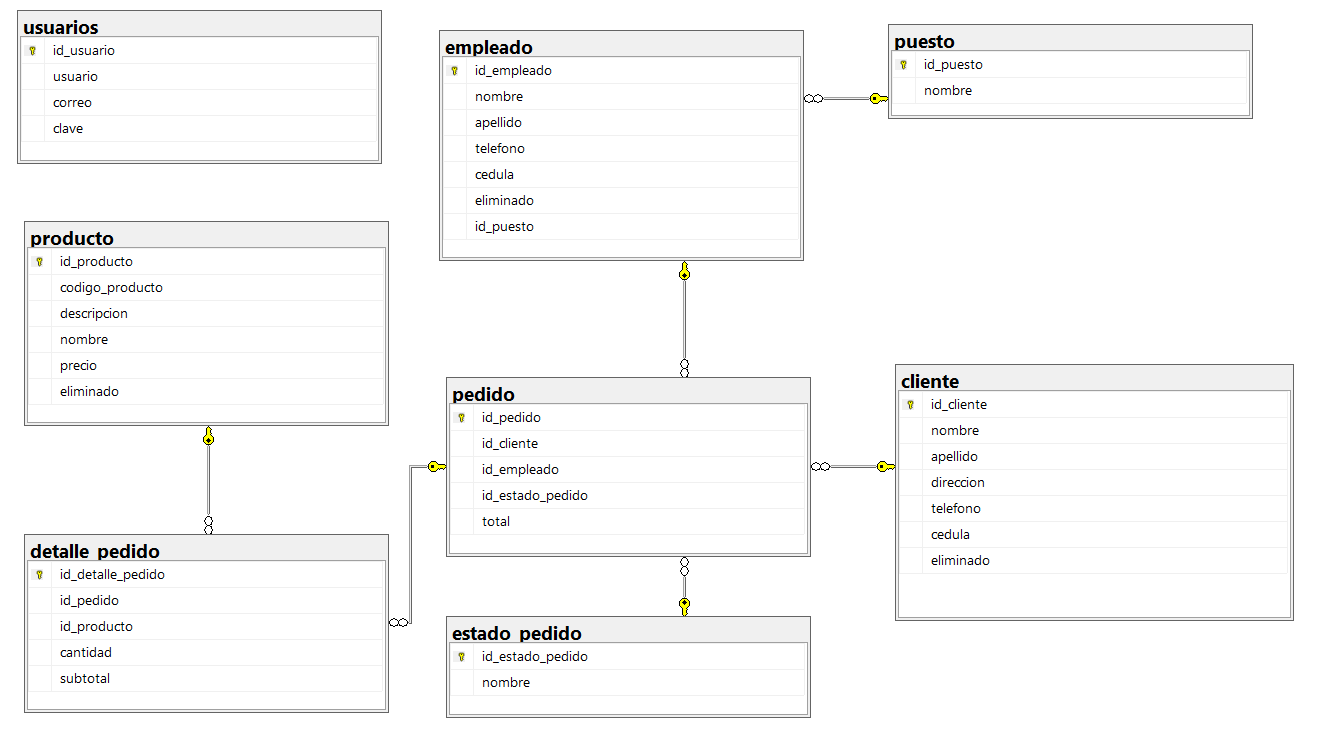 usuarios
id_usuario
usuario
correo
clave
empleado
id_empleado
nombre
apellido
telefono
cedula
eliminado
id_puesto
puesto
id_puesto
nombre
producto
id_producto
codigo_producto
descripcion
nombre
precio
eliminado
pedido
id_pedido
id_cliente
id_empleado
id_estado_pedido
total
cliente
id_cliente
nombre
apellido
direccion
telefono
cedula
eliminado
detalle_pedido
id_detalle_pedido
id_pedido
id_producto
cantidad
subtotal
estado_pedido
id_estado_pedido
nombre